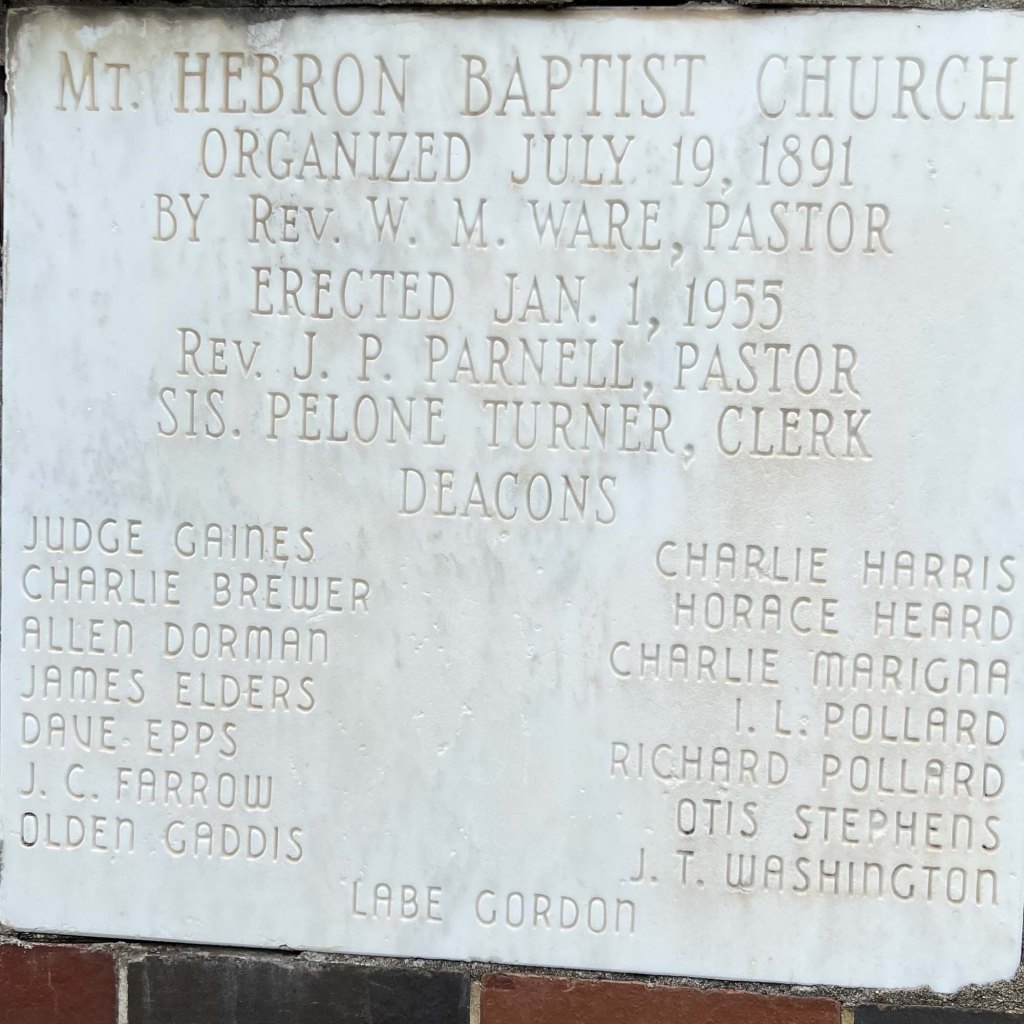 MT. HEBRON BAPTIST CHURCH
ORGANIZED JULY 19, 1891
BY REV. W. M. WARE, PASTOR
ERECTED JAN. 1, 1955
REV. J. P. PARNELL, PASTOR
SIS. PELONE TURNER, CLERK
DEACONS
JUDGE GAINES
CHARLIE BREWER
ALLEN DORMAN
JAMES ELDERS
DAVE EPPS
J. C. FARROW
OLDEN GADDIS
CHARLIE HARRIS
HORACE HEARD
CHARLIE MARIGNA
I. L. POLLARD
RICHARD POLLARD
OTIS STEPHENS
J. T. WASHINGTON
LABE GORDON